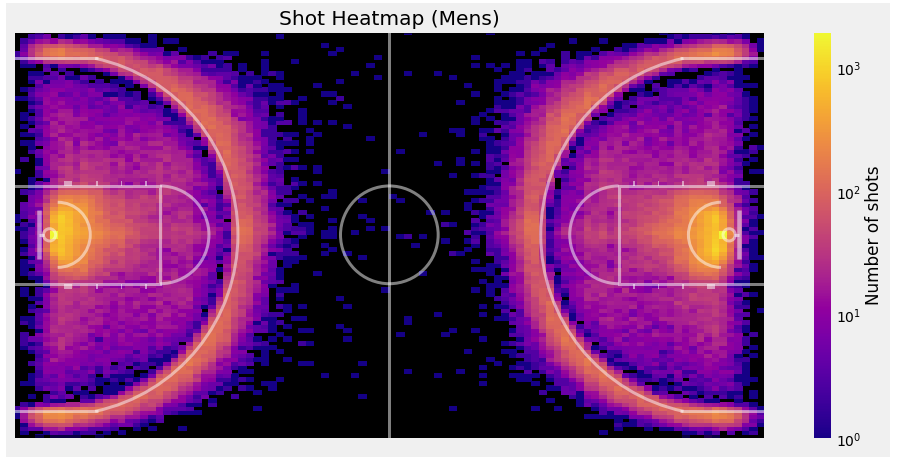 Shot Heatmap (Mens)
10³
10²
10¹
10⁰
Number of shots